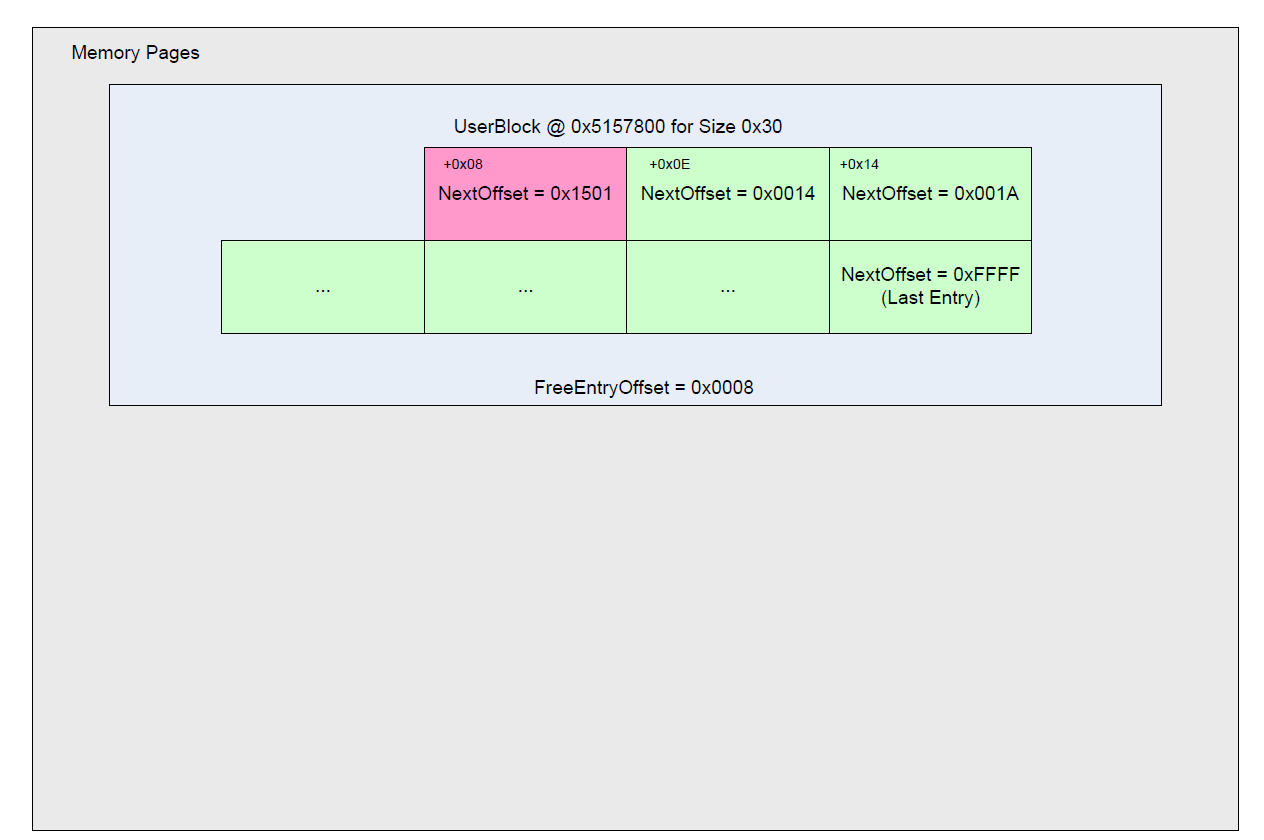 Memory Pages
UserBlock @ 0x5157800 for Size 0x30
+0x08
+0x0E
+0x14
NextOffset = 0x1501
NextOffset = 0x0014
NextOffset = 0x001A
...
...
...
NextOffset = 0xFFFF
(Last Entry)
FreeEntryOffset = 0x0008